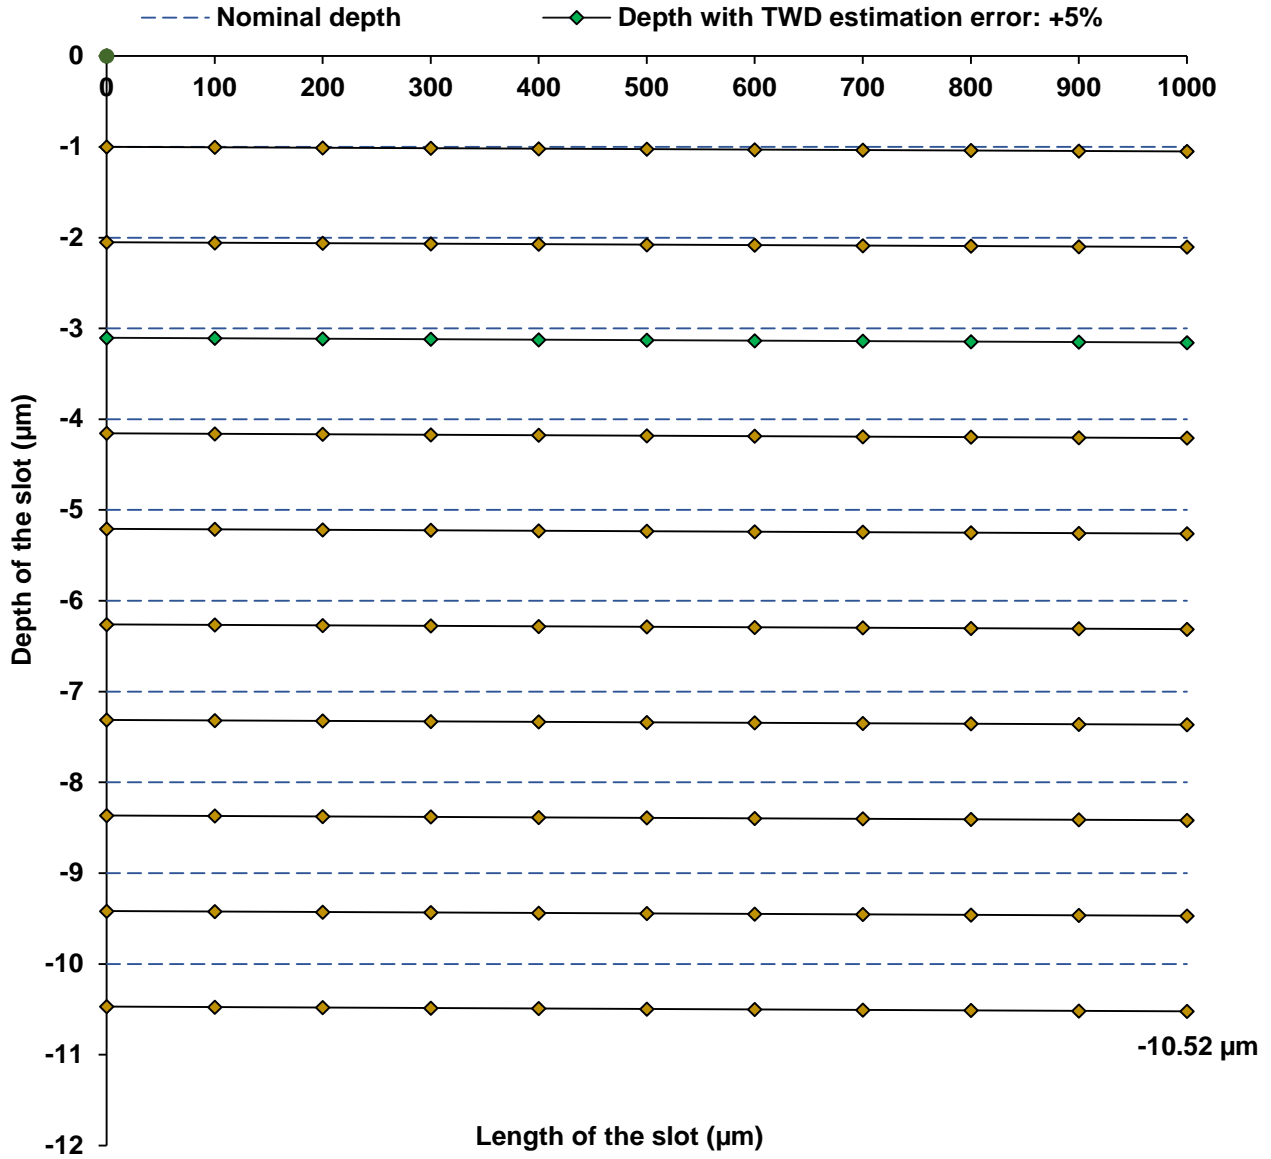 Nominal depth
Depth with TWD estimation error: +5%
0
0 100 200 300 400 500 600 700 800 900 1000
-1
-2
-3
-4
-5
-6
-7
-8
-9
-10
-11
-12
Depth of the slot (µm)
-10.52 µm
Length of the slot (µm)